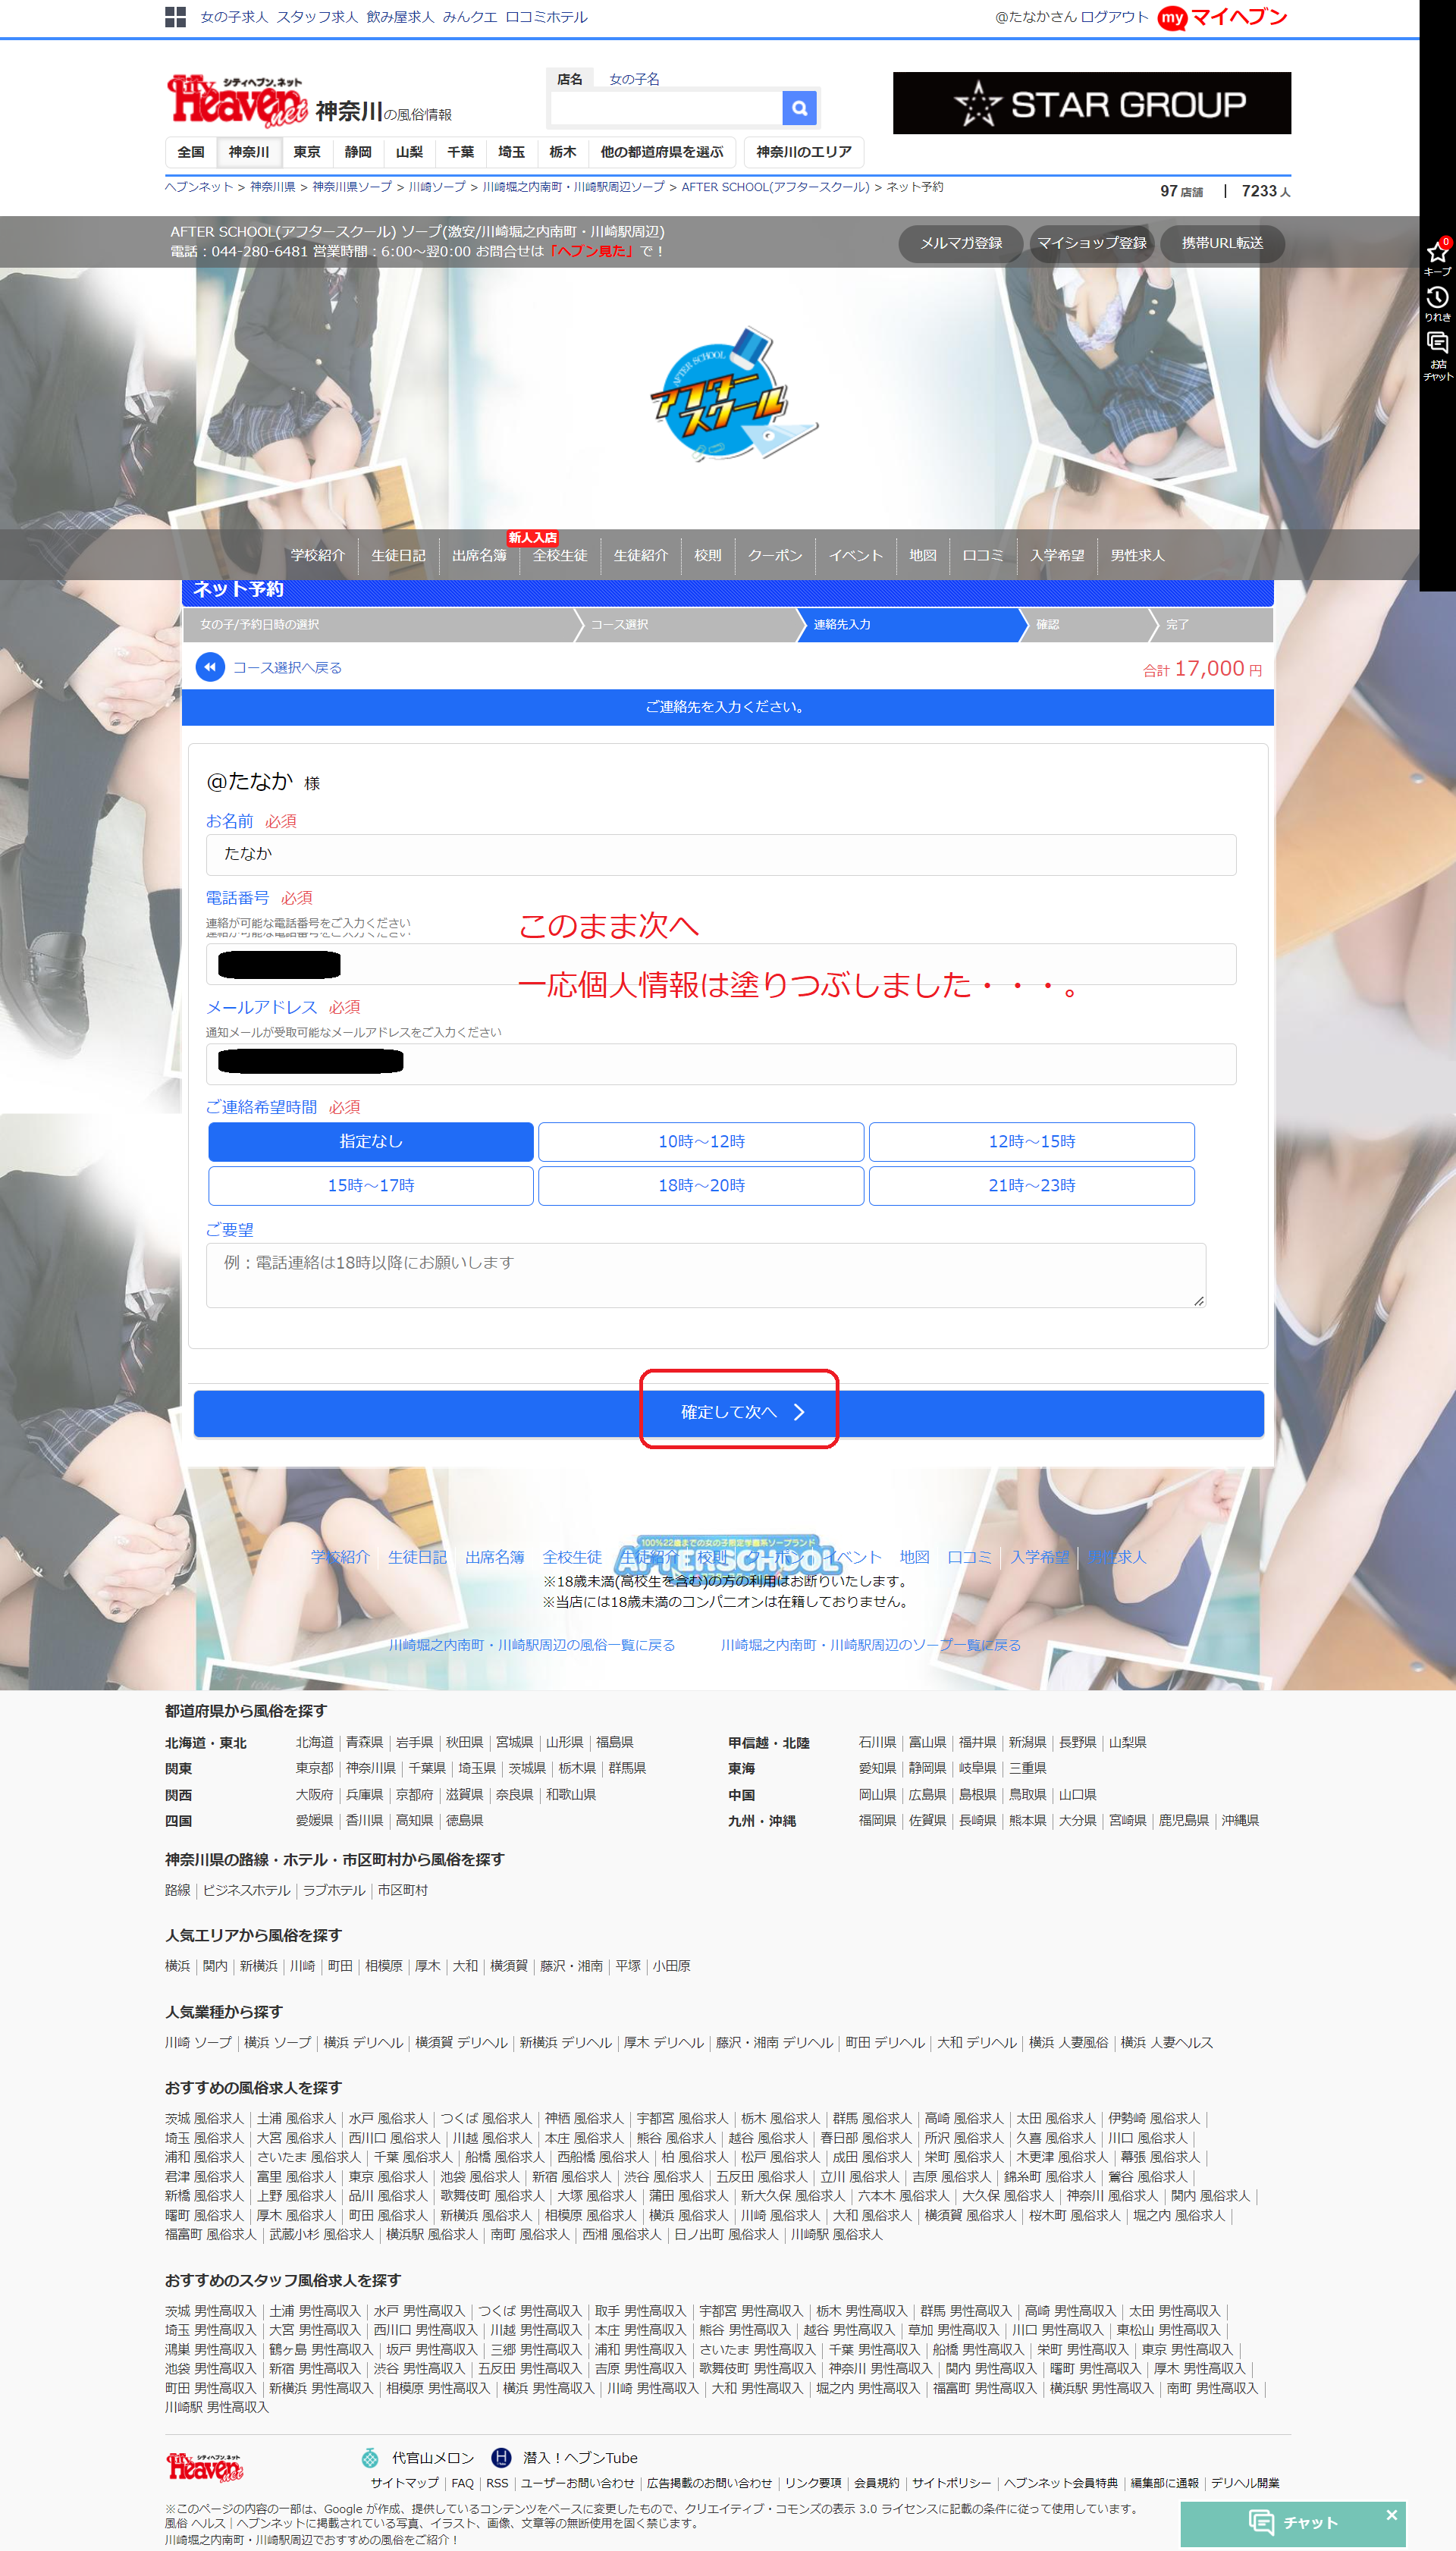 女の子求人 スタッフ求人 飲み屋求人 みんクエ 口コミホテル
@たなかさん ログアウト my マイヘブン
店名 女の子名
City Heaven.net シティヘブン.ネット 神奈川の風俗情報
STAR GROUP
全国 神奈川 東京 静岡 山梨 千葉 埼玉 栃木 他の都道府県を選ぶ 神奈川のエリア
ヘブンネット > 神奈川県 > 神奈川県ソープ > 川崎ソープ > 川崎堀之内南町・川崎駅周辺ソープ > AFTER SCHOOL(アフタースクール) > ネット予約
97 店舗 | 7233 人
AFTER SCHOOL(アフタースクール) ソープ(激安/川崎堀之内南町・川崎駅周辺)
電話：044-280-6481 営業時間：6:00〜翌0:00 お問合せは「ヘブン見た」で！
メルマガ登録 マイショップ登録 携帯URL転送
0
キープ
りれき
お店
チャット
AFTER SCHOOL
アフター
スクール
新人入店
学校紹介 生徒日記 出席名簿 全校生徒 生徒紹介 校則 クーポン イベント 地図 口コミ 入学希望 男性求人
ネット予約
女の子/予約日時の選択 コース選択 連絡先入力 確認 完了
コース選択へ戻る 合計 17,000 円
ご連絡先を入力ください。
@たなか 様
お名前 必須
たなか
電話番号 必須
連絡が可能な電話番号をご入力ください
連絡が可能な電話番号をご入力ください
このまま次へ
一応個人情報は塗りつぶしました・・・。
メールアドレス 必須
通知メールが受取可能なメールアドレスをご入力ください
ご連絡希望時間 必須
指定なし 10時〜12時 12時〜15時
15時〜17時 18時〜20時 21時〜23時
ご要望
例：電話連絡は18時以降にお願いします
確定して次へ
100%22歳までの女の子限定学園系ソープランド
AFTER SCHOOL
学校紹介 生徒日記 出席名簿 全校生徒 生徒紹介 校則 クーポン イベント 地図 口コミ 入学希望 男性求人
※18歳未満(高校生を含む)の方の利用はお断りいたします。
※当店には18歳未満のコンパニオンは在籍しておりません。
川崎堀之内南町・川崎駅周辺の風俗一覧に戻る 川崎堀之内南町・川崎駅周辺のソープ一覧に戻る
都道府県から風俗を探す
北海道・東北 北海道 | 青森県 | 岩手県 | 秋田県 | 宮城県 | 山形県 | 福島県
甲信越・北陸 石川県 | 富山県 | 福井県 | 新潟県 | 長野県 | 山梨県
関東 東京都 | 神奈川県 | 千葉県 | 埼玉県 | 茨城県 | 栃木県 | 群馬県
東海 愛知県 | 静岡県 | 岐阜県 | 三重県
関西 大阪府 | 兵庫県 | 京都府 | 滋賀県 | 奈良県 | 和歌山県
中国 岡山県 | 広島県 | 島根県 | 鳥取県 | 山口県
四国 愛媛県 | 香川県 | 高知県 | 徳島県
九州・沖縄 福岡県 | 佐賀県 | 長崎県 | 熊本県 | 大分県 | 宮崎県 | 鹿児島県 | 沖縄県
神奈川県の路線・ホテル・市区町村から風俗を探す
路線 | ビジネスホテル | ラブホテル | 市区町村
人気エリアから風俗を探す
横浜 | 関内 | 新横浜 | 川崎 | 町田 | 相模原 | 厚木 | 大和 | 横須賀 | 藤沢・湘南 | 平塚 | 小田原
人気業種から探す
川崎 ソープ | 横浜 ソープ | 横浜 デリヘル | 横須賀 デリヘル | 新横浜 デリヘル | 厚木 デリヘル | 藤沢・湘南 デリヘル | 町田 デリヘル | 大和 デリヘル | 横浜 人妻風俗 | 横浜 人妻ヘルス
おすすめの風俗求人を探す
茨城 風俗求人 | 土浦 風俗求人 | 水戸 風俗求人 | つくば 風俗求人 | 神栖 風俗求人 | 宇都宮 風俗求人 | 栃木 風俗求人 | 群馬 風俗求人 | 高崎 風俗求人 | 太田 風俗求人 | 伊勢崎 風俗求人 |
埼玉 風俗求人 | 大宮 風俗求人 | 西川口 風俗求人 | 川越 風俗求人 | 本庄 風俗求人 | 熊谷 風俗求人 | 越谷 風俗求人 | 春日部 風俗求人 | 所沢 風俗求人 | 久喜 風俗求人 | 川口 風俗求人 |
浦和 風俗求人 | さいたま 風俗求人 | 千葉 風俗求人 | 船橋 風俗求人 | 西船橋 風俗求人 | 柏 風俗求人 | 松戸 風俗求人 | 成田 風俗求人 | 栄町 風俗求人 | 木更津 風俗求人 | 幕張 風俗求人 |
君津 風俗求人 | 富里 風俗求人 | 東京 風俗求人 | 池袋 風俗求人 | 新宿 風俗求人 | 渋谷 風俗求人 | 五反田 風俗求人 | 立川 風俗求人 | 吉原 風俗求人 | 錦糸町 風俗求人 | 鶯谷 風俗求人 |
新橋 風俗求人 | 上野 風俗求人 | 品川 風俗求人 | 歌舞伎町 風俗求人 | 大塚 風俗求人 | 蒲田 風俗求人 | 新大久保 風俗求人 | 六本木 風俗求人 | 大久保 風俗求人 | 神奈川 風俗求人 | 関内 風俗求人 |
曙町 風俗求人 | 厚木 風俗求人 | 町田 風俗求人 | 新横浜 風俗求人 | 相模原 風俗求人 | 横浜 風俗求人 | 川崎 風俗求人 | 大和 風俗求人 | 横須賀 風俗求人 | 桜木町 風俗求人 | 堀之内 風俗求人 |
福富町 風俗求人 | 武蔵小杉 風俗求人 | 横浜駅 風俗求人 | 南町 風俗求人 | 西湘 風俗求人 | 日ノ出町 風俗求人 | 川崎駅 風俗求人
おすすめのスタッフ風俗求人を探す
茨城 男性高収入 | 土浦 男性高収入 | 水戸 男性高収入 | つくば 男性高収入 | 取手 男性高収入 | 宇都宮 男性高収入 | 栃木 男性高収入 | 群馬 男性高収入 | 高崎 男性高収入 | 太田 男性高収入 |
埼玉 男性高収入 | 大宮 男性高収入 | 西川口 男性高収入 | 川越 男性高収入 | 本庄 男性高収入 | 熊谷 男性高収入 | 越谷 男性高収入 | 草加 男性高収入 | 川口 男性高収入 | 東松山 男性高収入 |
鴻巣 男性高収入 | 鶴ヶ島 男性高収入 | 坂戸 男性高収入 | 三郷 男性高収入 | 浦和 男性高収入 | さいたま 男性高収入 | 千葉 男性高収入 | 船橋 男性高収入 | 栄町 男性高収入 | 東京 男性高収入 |
池袋 男性高収入 | 新宿 男性高収入 | 渋谷 男性高収入 | 五反田 男性高収入 | 吉原 男性高収入 | 歌舞伎町 男性高収入 | 神奈川 男性高収入 | 関内 男性高収入 | 曙町 男性高収入 | 厚木 男性高収入 |
町田 男性高収入 | 新横浜 男性高収入 | 相模原 男性高収入 | 横浜 男性高収入 | 川崎 男性高収入 | 大和 男性高収入 | 堀之内 男性高収入 | 福富町 男性高収入 | 横浜駅 男性高収入 | 南町 男性高収入 |
川崎駅 男性高収入
City Heaven.net シティヘブン.ネット 代官山メロン 潜入！ヘブンTube
サイトマップ | FAQ | RSS | ユーザーお問い合わせ | 広告掲載のお問い合わせ | リンク要項 | 会員規約 | サイトポリシー | ヘブンネット会員特典 | 編集部に通報 | デリヘル開業
※このページの内容の一部は、Google が作成、提供しているコンテンツをベースに変更したもので、クリエイティブ・コモンズの表示 3.0 ライセンスに記載の条件に従って使用しています。
風俗 ヘルス｜ヘブンネットに掲載されている写真、イラスト、画像、文章等の無断使用を固く禁じます。
川崎堀之内南町・川崎駅周辺でおすすめの風俗をご紹介！
チャット ×